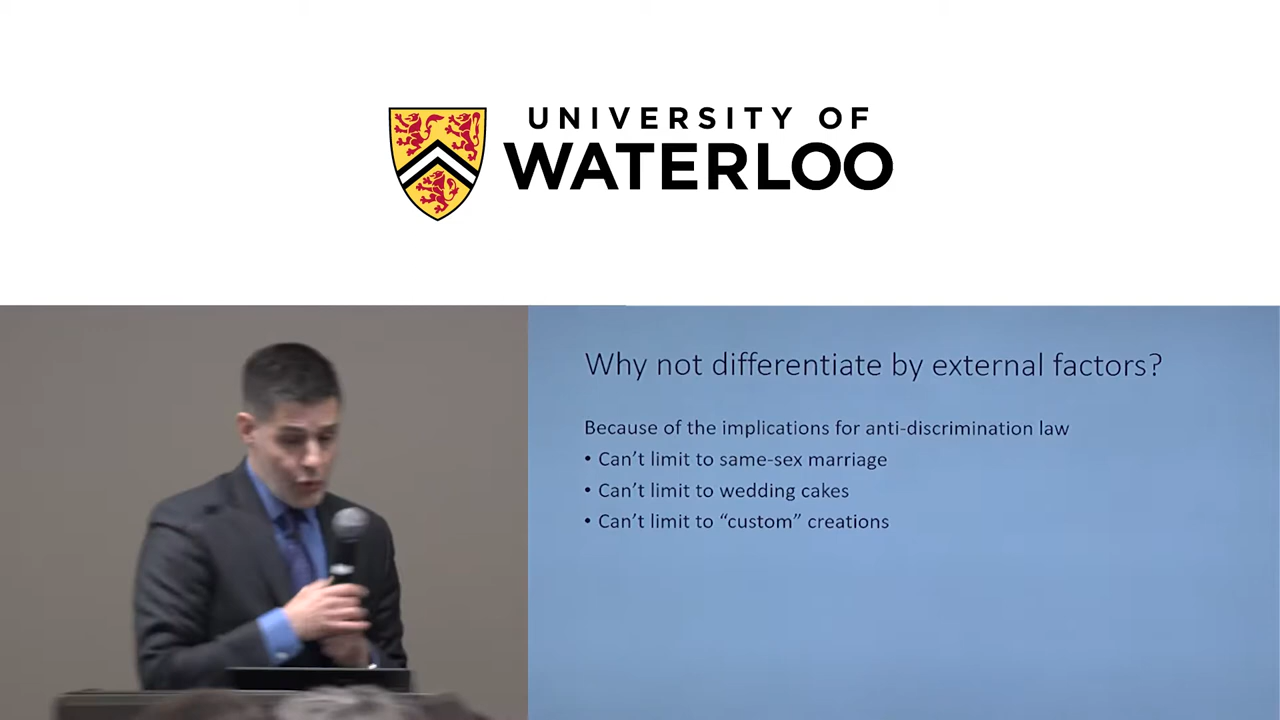 UNIVERSITY OF
WATERLOO
Why not differentiate by external factors?
Because of the implications for anti-discrimination law
• Can’t limit to same-sex marriage
• Can’t limit to wedding cakes
• Can’t limit to “custom” creations